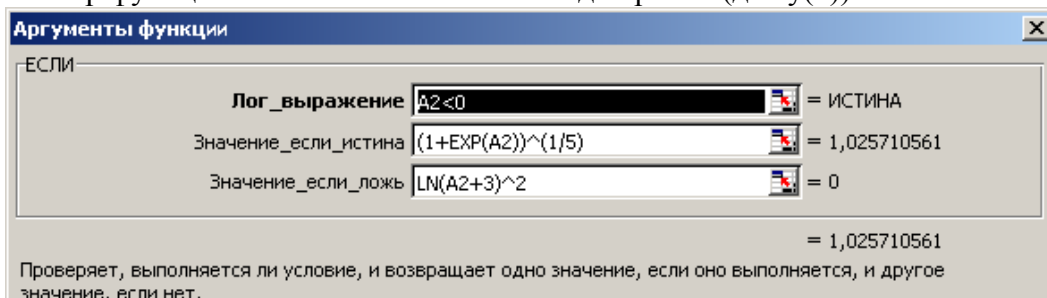 Аргументы функции
ЕСЛИ
Лог_выражение A2<0 = ИСТИНА
Значение_если_истина (1+EXP(A2))^(1/5) = 1,025710561
Значение_если_ложь LN(A2+3)^2 = 0
= 1,025710561
Проверяет, выполняется ли условие, и возвращает одно значение, если оно выполняется, и другое
значение, если нет.